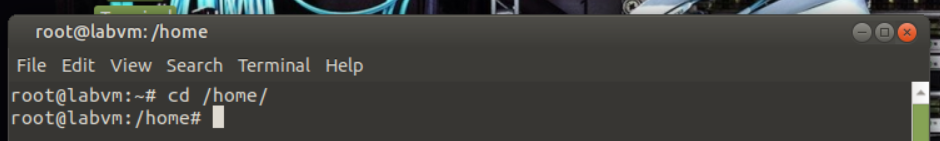 root@labvm: /home
File Edit View Search Terminal Help
root@labvm:~# cd /home/
root@labvm:/home#